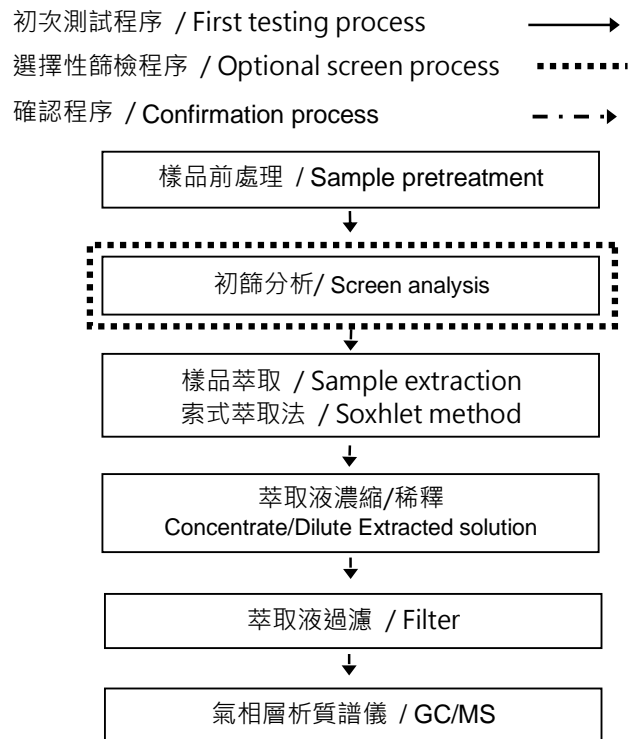 初次測試程序 / First testing process
選擇性篩檢程序 / Optional screen process
確認程序 / Confirmation process
樣品前處理 / Sample pretreatment
初篩分析/ Screen analysis
樣品萃取 / Sample extraction
索式萃取法 / Soxhlet method
萃取液濃縮/稀釋
Concentrate/Dilute Extracted solution
萃取液過濾 / Filter
氣相層析質譜儀 / GC/MS